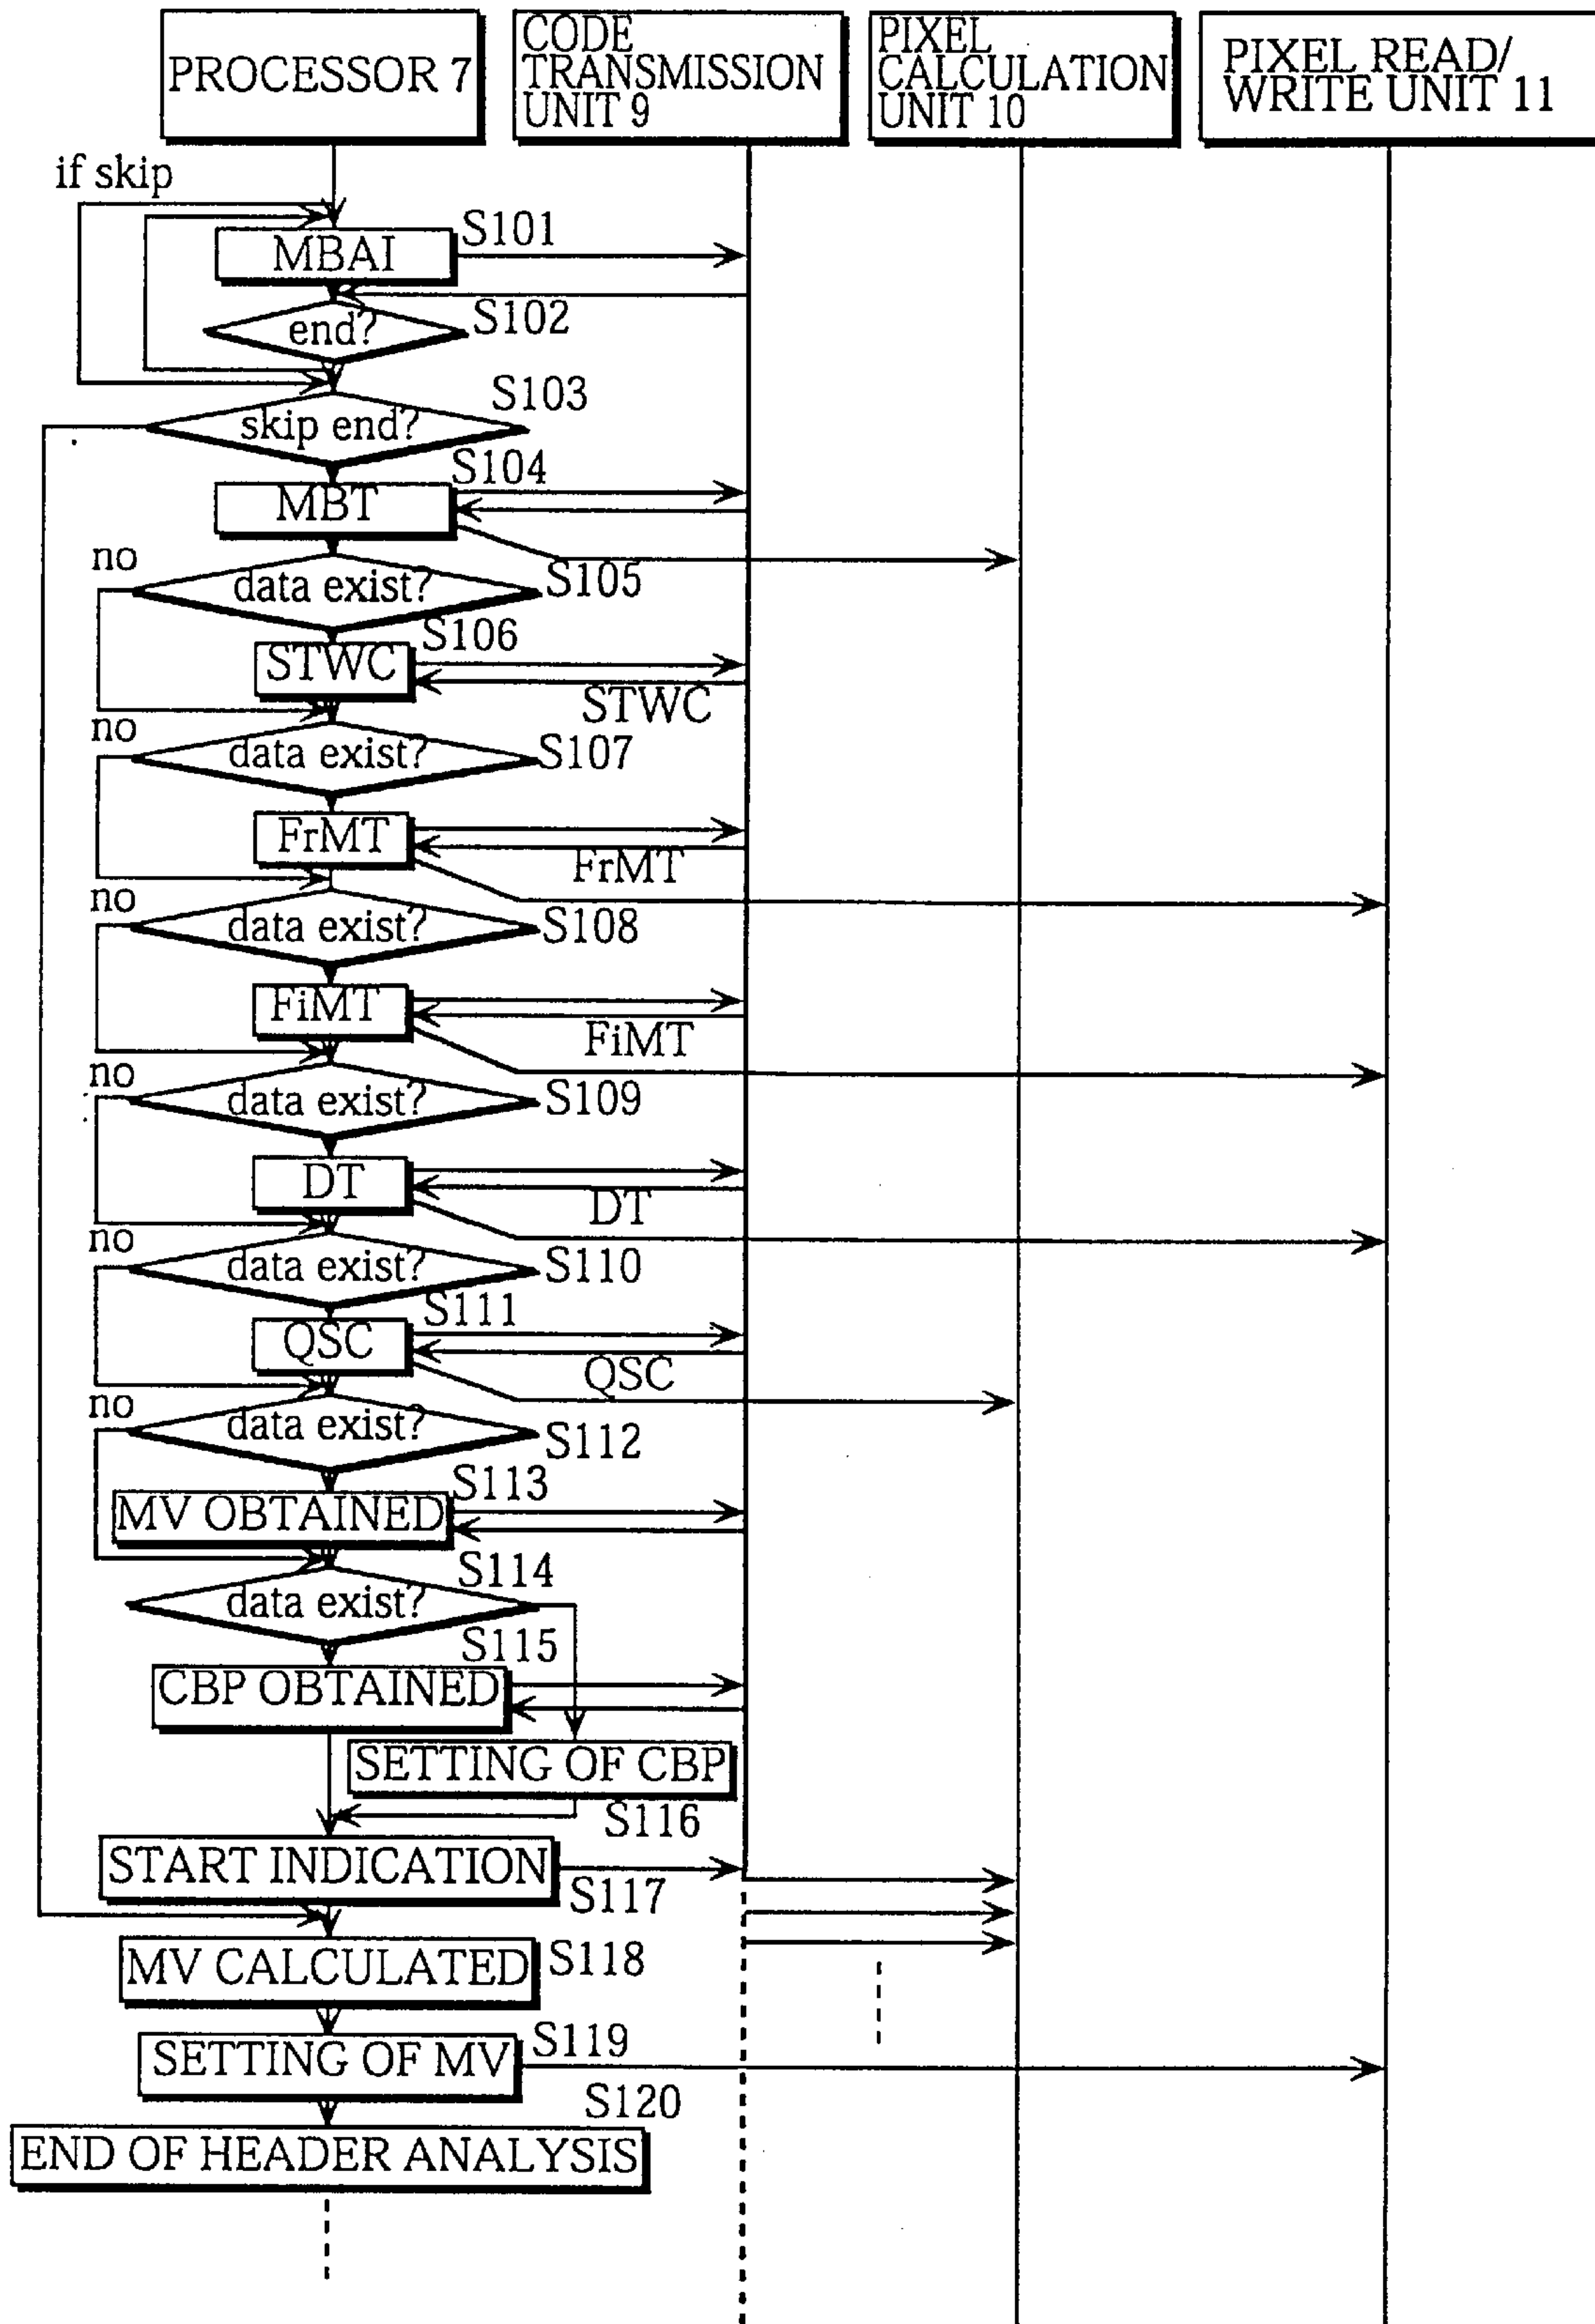 PROCESSOR 7
CODE
TRANSMISSION
UNIT 9
PIXEL
CALCULATION
UNIT 10
PIXEL READ/
WRITE UNIT 11
if skip
MBAI
S101
end?
S102
skip end?
S103
MBT
S104
no
data exist?
S105
STWC
S106
STWC
no
data exist?
S107
FrMT
FrMT
no
data exist?
S108
FiMT
FiMT
no
data exist?
S109
DT
DT
no
data exist?
S110
QSC
S111
QSC
no
data exist?
S112
MV OBTAINED
S113
data exist?
S114
CBP OBTAINED
S115
SETTING OF CBP
S116
START INDICATION
S117
MV CALCULATED
S118
SETTING OF MV
S119
S120
END OF HEADER ANALYSIS